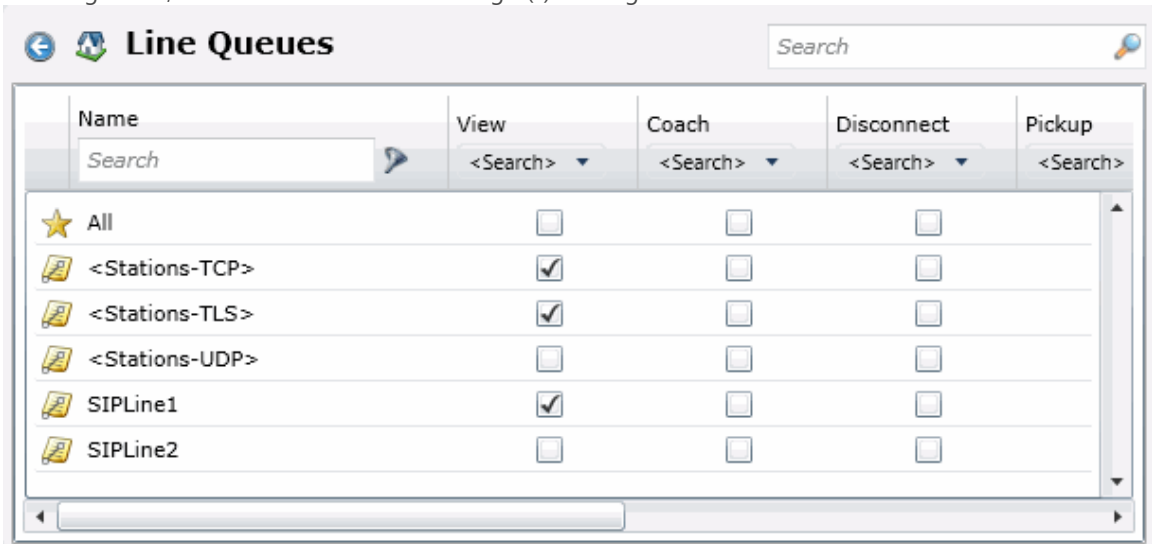 Line Queues
Search
Name View Coach Disconnect Pickup
Search <Search> <Search> <Search> <Search>
All
<Stations-TCP>
<Stations-TLS>
<Stations-UDP>
SIPLine1
SIPLine2